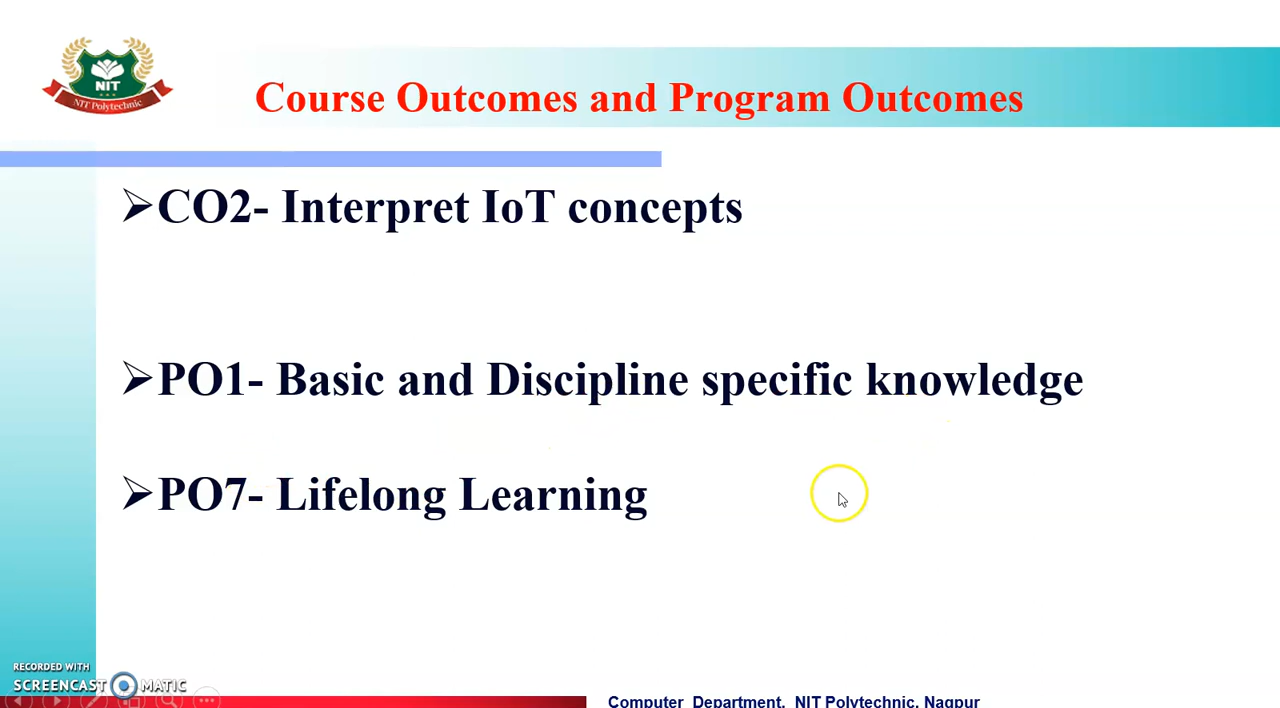 NIT
NIT Polytechnic
Course Outcomes and Program Outcomes
➢CO2- Interpret IoT concepts
➢PO1- Basic and Discipline specific knowledge
➢PO7- Lifelong Learning
RECORDED WITH
SCREENCAST MATIC
Computer Department, NIT Polytechnic, Nagpur